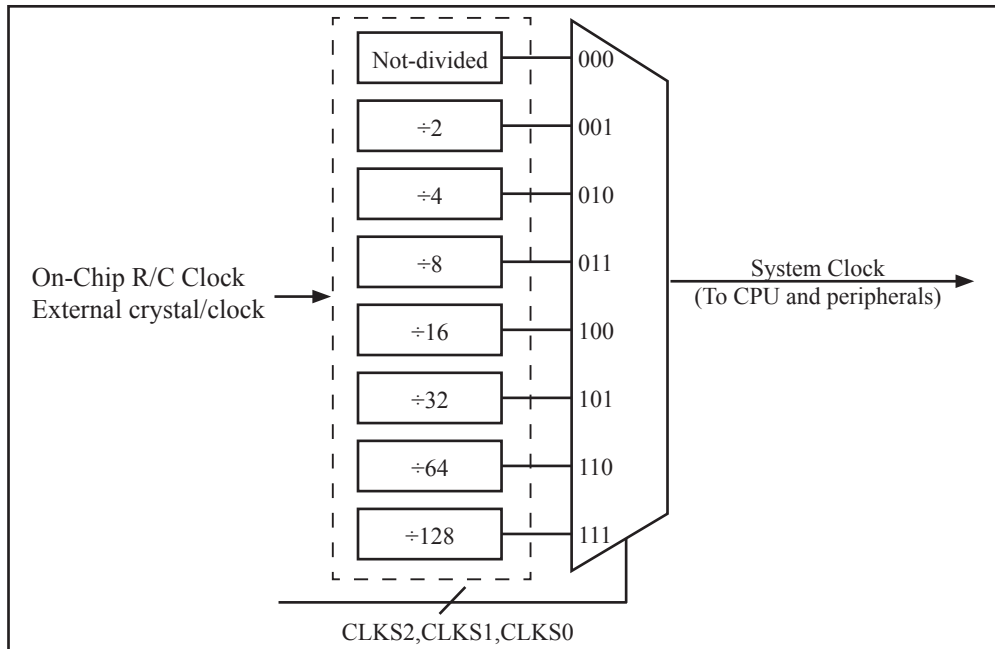 Not-divided
000
÷2
001
÷4
010
÷8
011
÷16
100
÷32
101
÷64
110
÷128
111
On-Chip R/C Clock
External crystal/clock
System Clock
(To CPU and peripherals)
CLKS2,CLKS1,CLKS0